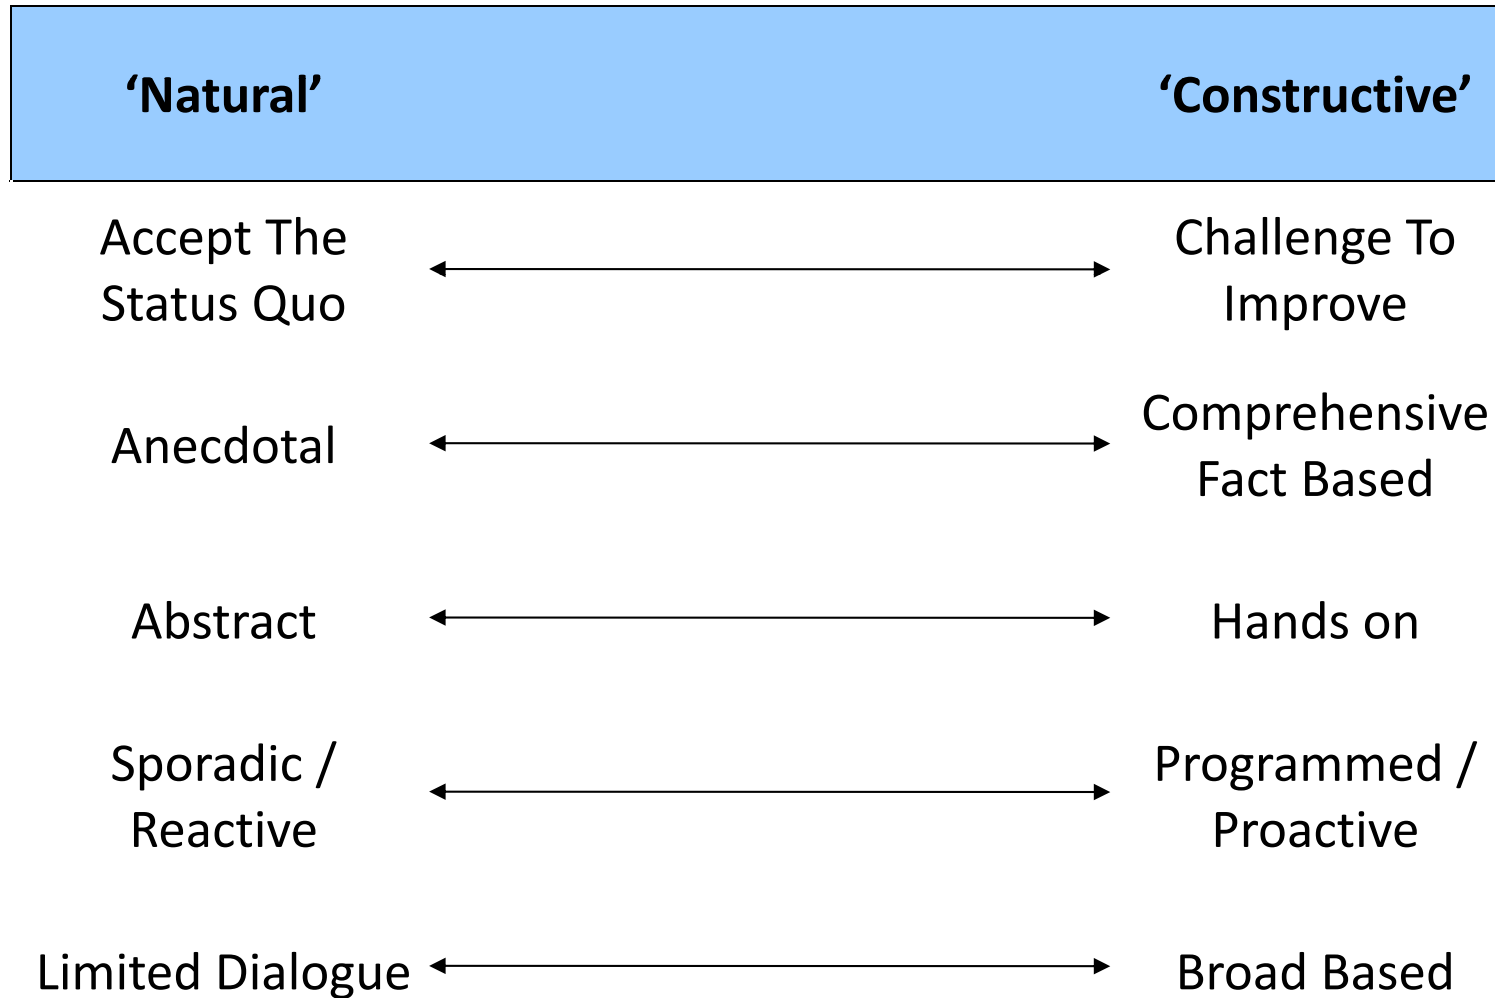 ‘Natural’ ‘Constructive’
Accept The
Status Quo
Challenge To
Improve
Anecdotal
Comprehensive
Fact Based
Abstract
Hands on
Sporadic /
Reactive
Programmed /
Proactive
Limited Dialogue
Broad Based